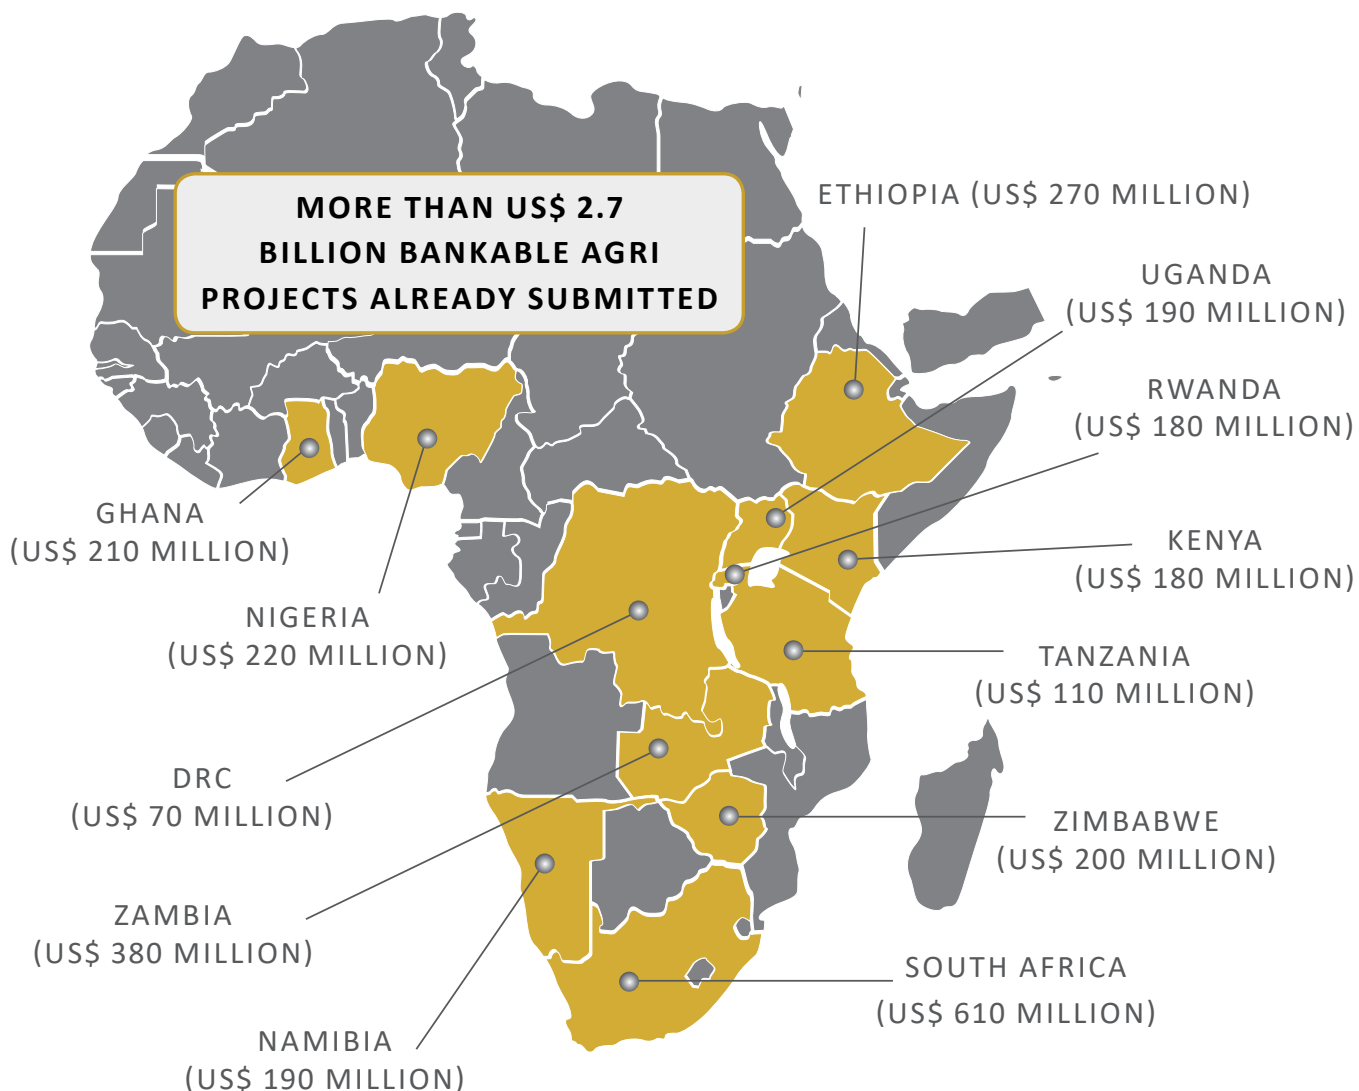 MORE THAN US$ 2.7
BILLION BANKABLE AGRI
PROJECTS ALREADY SUBMITTED
ETHIOPIA (US$ 270 MILLION)
UGANDA
(US$ 190 MILLION)
RWANDA
(US$ 180 MILLION)
KENYA
(US$ 180 MILLION)
TANZANIA
(US$ 110 MILLION)
ZIMBABWE
(US$ 200 MILLION)
SOUTH AFRICA
(US$ 610 MILLION)
GHANA
(US$ 210 MILLION)
NIGERIA
(US$ 220 MILLION)
DRC
(US$ 70 MILLION)
ZAMBIA
(US$ 380 MILLION)
NAMIBIA
(US$ 190 MILLION)